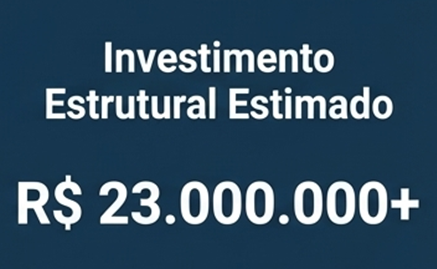 Investimento
Estrutural Estimado
R$ 23.000.000+